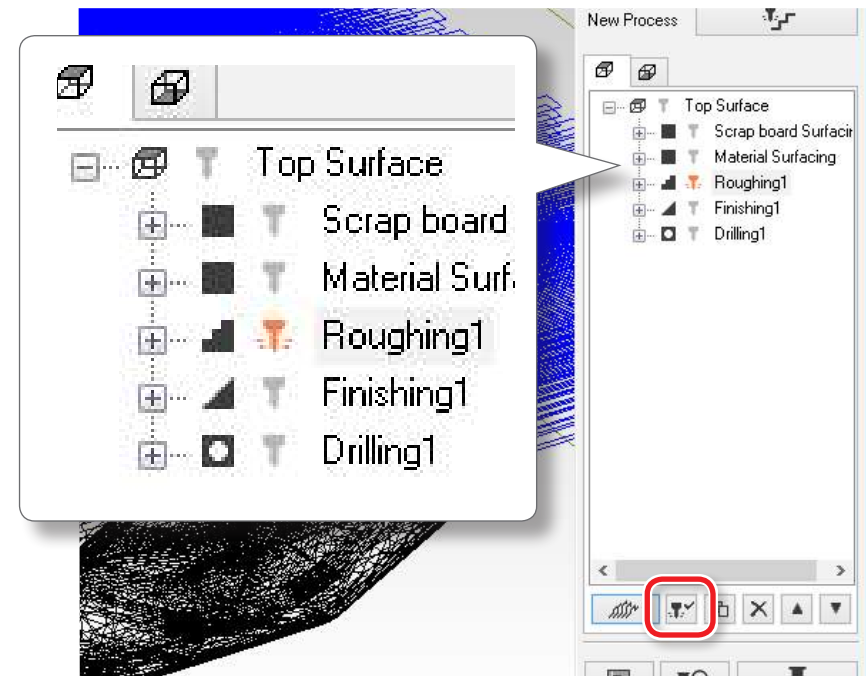 New Process
Top Surface
Scrap board Surfacin
Material Surfacing
Roughing1
Finishing1
Drilling1
Top Surface
Scrap board
Material Surf
Roughing1
Finishing1
Drilling1